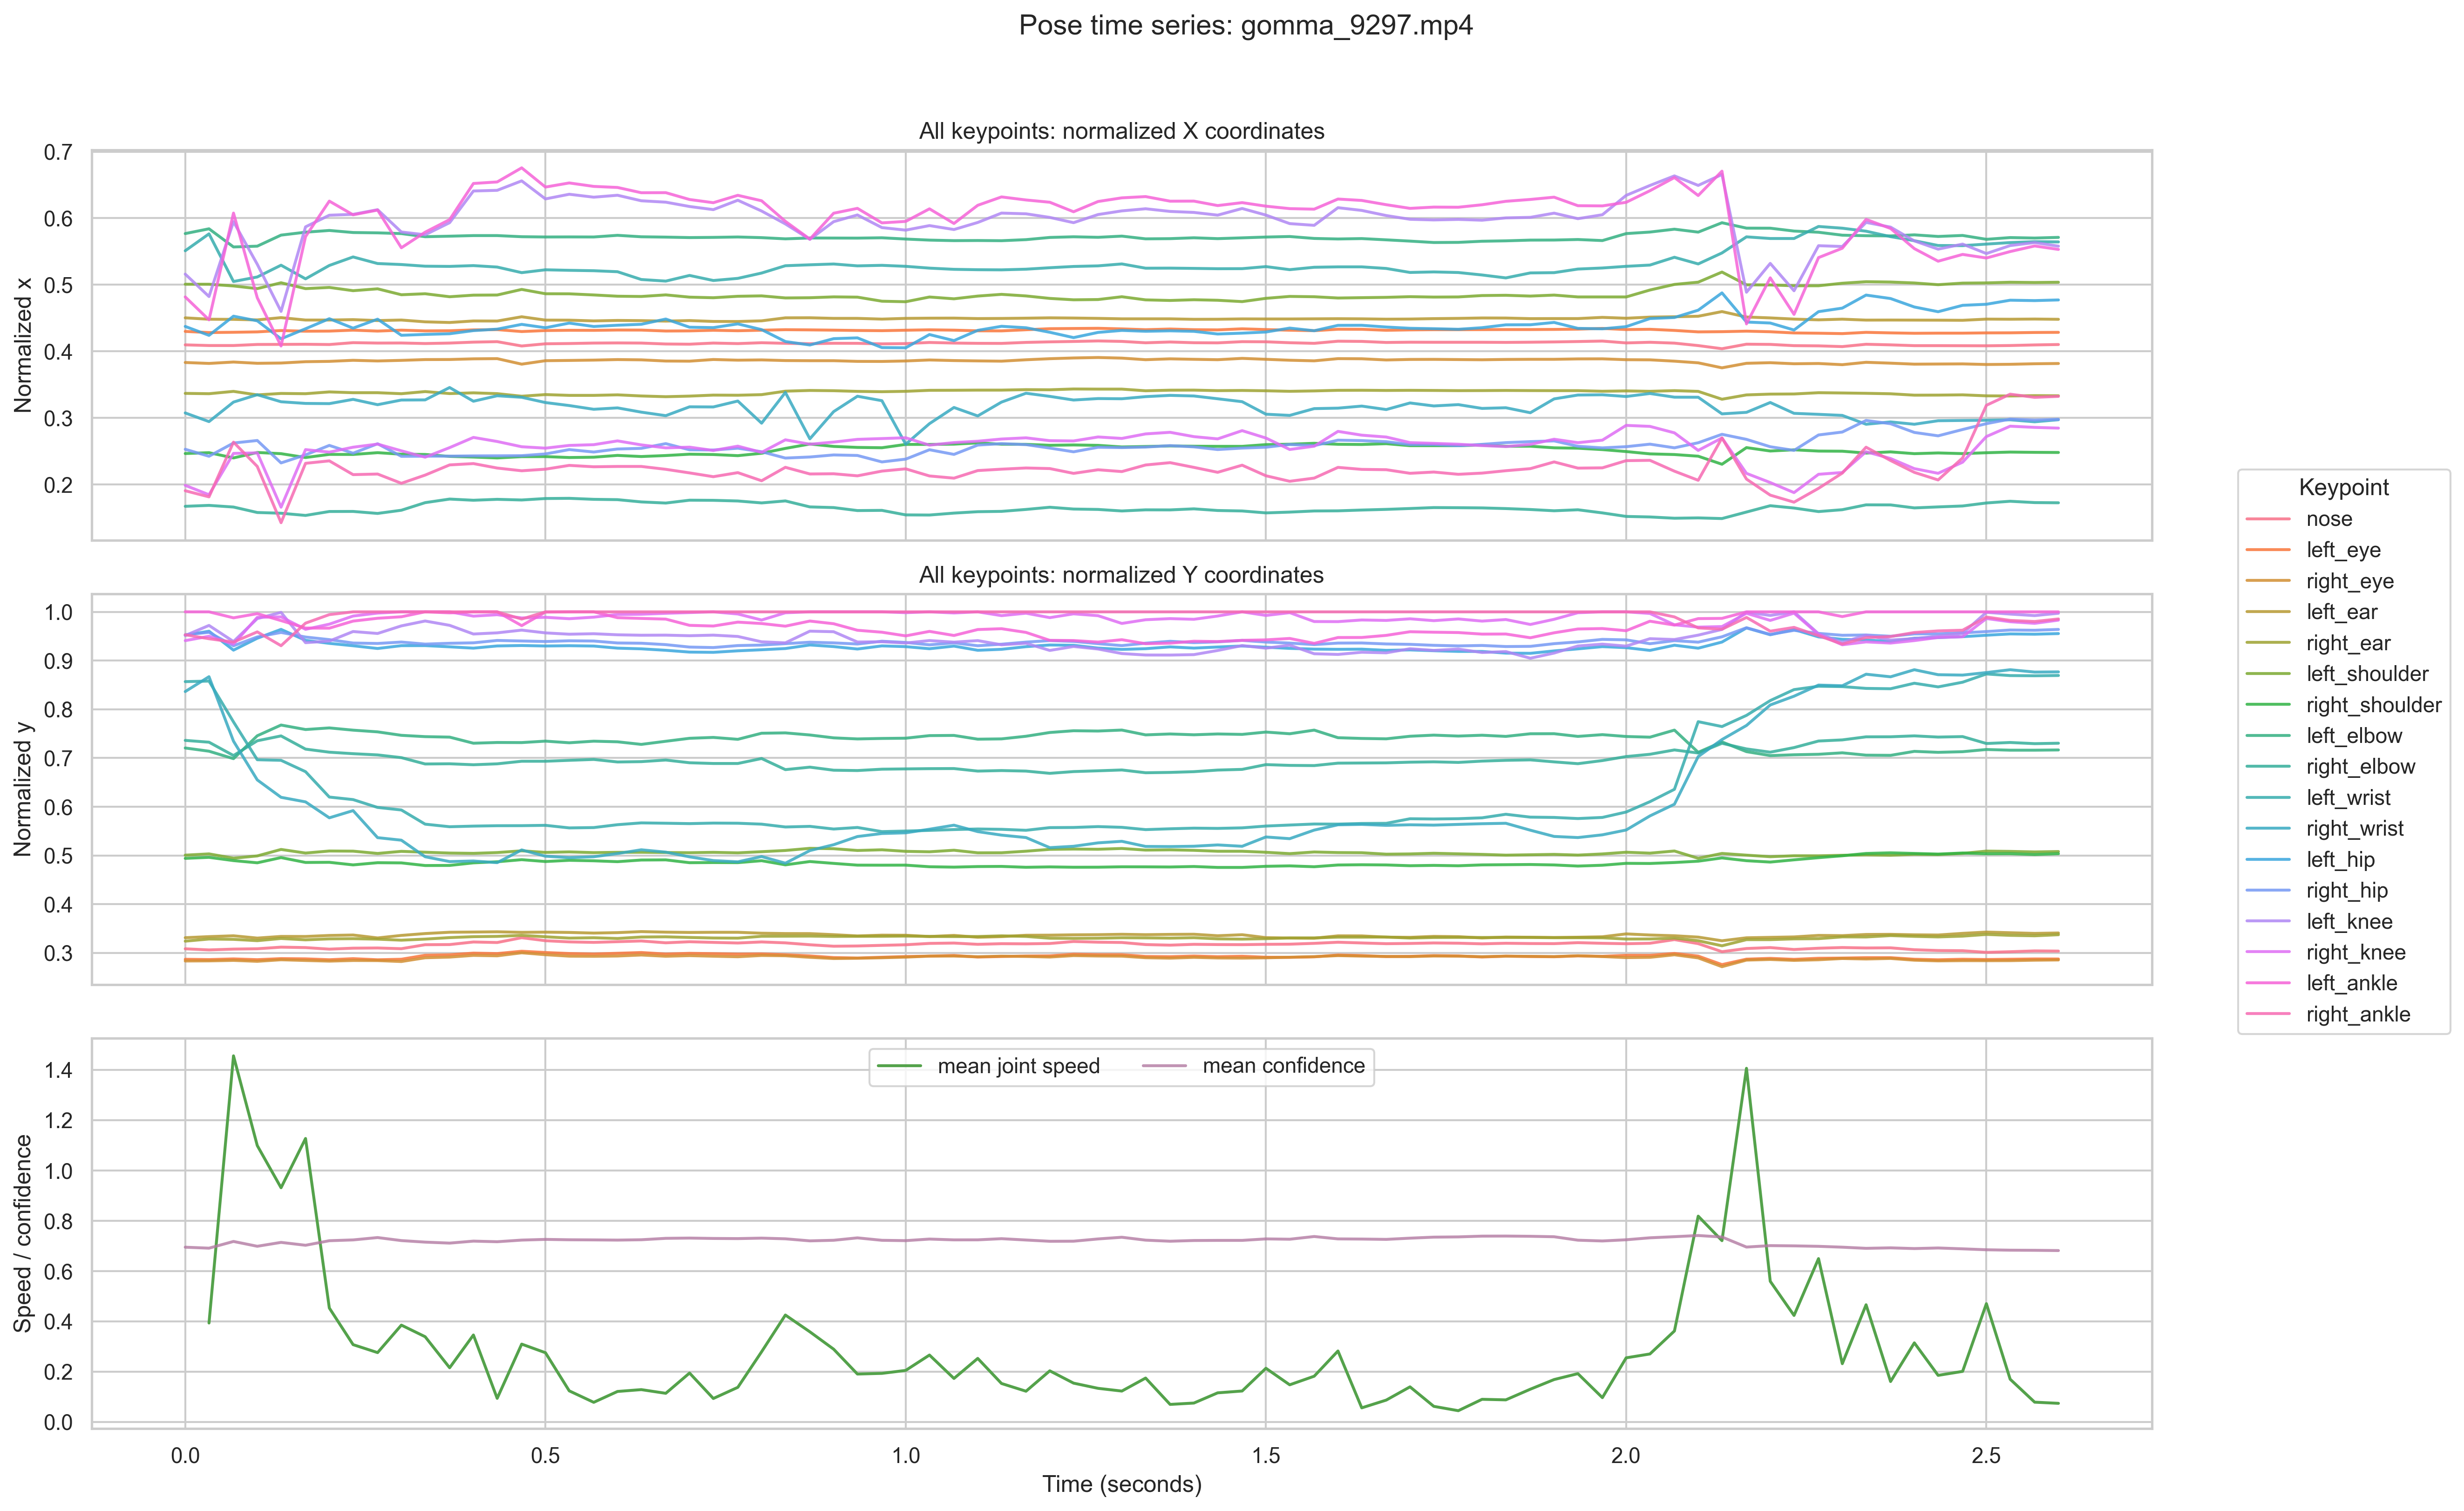 Pose time series: gomma_9297.mp4
All keypoints: normalized X coordinates
0.7
0.6
0.5
0.4
0.3
0.2
Normalized x
All keypoints: normalized Y coordinates
1.0
0.9
0.8
0.7
0.6
0.5
0.4
0.3
Normalized y
Keypoint
nose
left_eye
right_eye
left_ear
right_ear
left_shoulder
right_shoulder
left_elbow
right_elbow
left_wrist
right_wrist
left_hip
right_hip
left_knee
right_knee
left_ankle
right_ankle
mean joint speed mean confidence
1.4
1.2
1.0
0.8
0.6
0.4
0.2
0.0
Speed / confidence
0.0 0.5 1.0 1.5 2.0 2.5
Time (seconds)